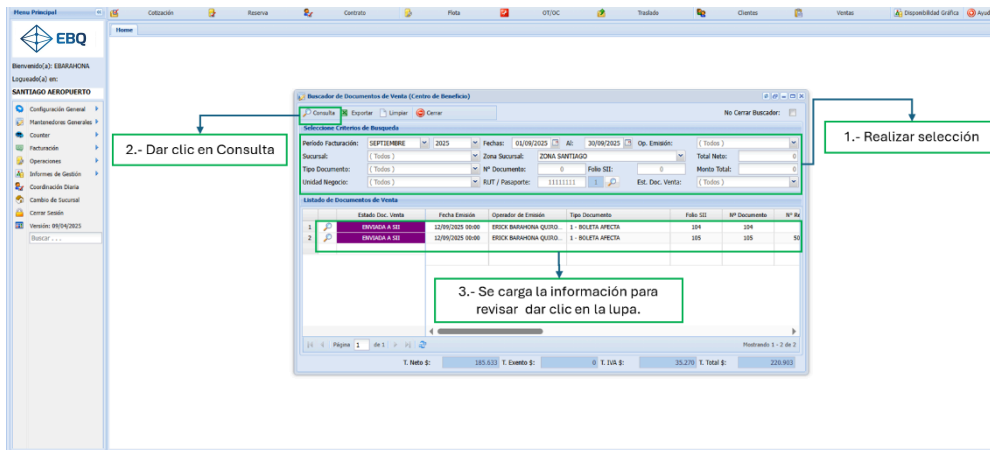 Menu Principal
Cotización
Reserva
Contrato
Flota
OT/OC
Traslado
Clientes
Ventas
Disponibilidad Gráfica
Ayud
Home
EBQ
Bienvenido(a): EBARAHONA
Logueado(a) en:
SANTIAGO AEROPUERTO
Configuración General
Mantenedores Generales
Counter
Facturación
Operaciones
Informes de Gestión
Coordinación Diaria
Cambio de Sucursal
Cerrar Sesión
Versión: 09/04/2025
Buscar . . .
Buscador de Documentos de Venta (Centro de Beneficio)
Consulta Exportar Limpiar Cerrar
No Cerrar Buscador:
Seleccione Criterios de Busqueda
Período Facturación: SEPTIEMBRE 2025 Fechas: 01/09/2025 Al: 30/09/2025 Op. Emisión: ( Todos )
Sucursal: ( Todos ) Zona Sucursal: ZONA SANTIAGO Total Neto: 0
Tipo Documento: ( Todos ) Nº Documento: 0 Folio SII: 0 Monto Total: 0
Unidad Negocio: ( Todos ) RUT / Pasaporte: 11111111 1 Est. Doc. Venta: ( Todos )
Listado de Documentos de Venta
Estado Doc. Venta Fecha Emisión Operador de Emisión Tipo Documento Folio SII Nº Documento Nº Re
1 ENVIADA A SII 12/09/2025 00:00 ERICK BARAHONA QUIRO... 1 - BOLETA AFECTA 104 104
2 ENVIADA A SII 12/09/2025 00:00 ERICK BARAHONA QUIRO... 1 - BOLETA AFECTA 105 105 50
Página 1 de 1
Mostrando 1 - 2 de 2
T. Neto $: 185.633 T. Exento $: 0 T. IVA $: 35.270 T. Total $: 220.903
1.- Realizar selección
2.- Dar clic en Consulta
3.- Se carga la información para
revisar dar clic en la lupa.